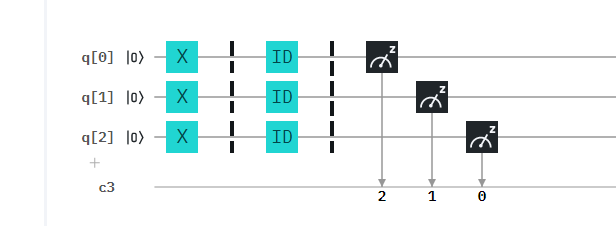 q[0] |0⟩ X ID z
q[1] |0⟩ X ID z
q[2] |0⟩ X ID z
+
c3
2 1 0